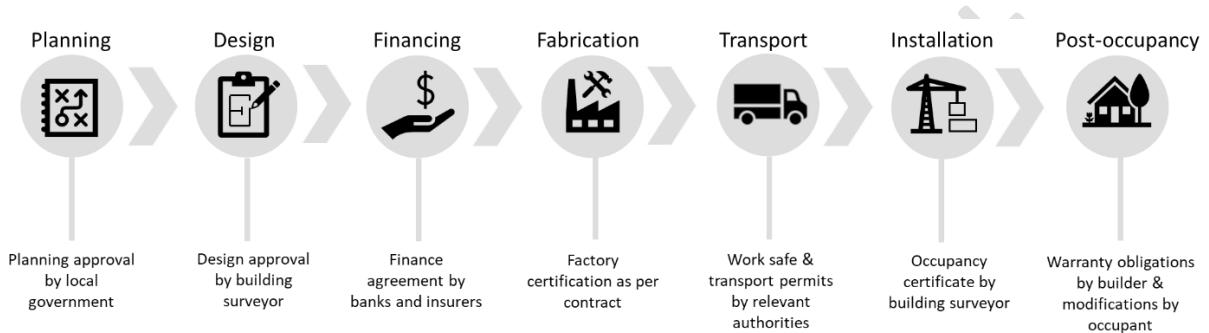 Planning
Design
Financing
Fabrication
Transport
Installation
Post-occupancy
$
Planning approval
by local
government
Design approval
by building
surveyor
Finance
agreement by
banks and insurers
Factory
certification as per
contract
Work safe &
transport permits
by relevant
authorities
Occupancy
certificate by
building surveyor
Warranty obligations
by builder &
modifications by
occupant